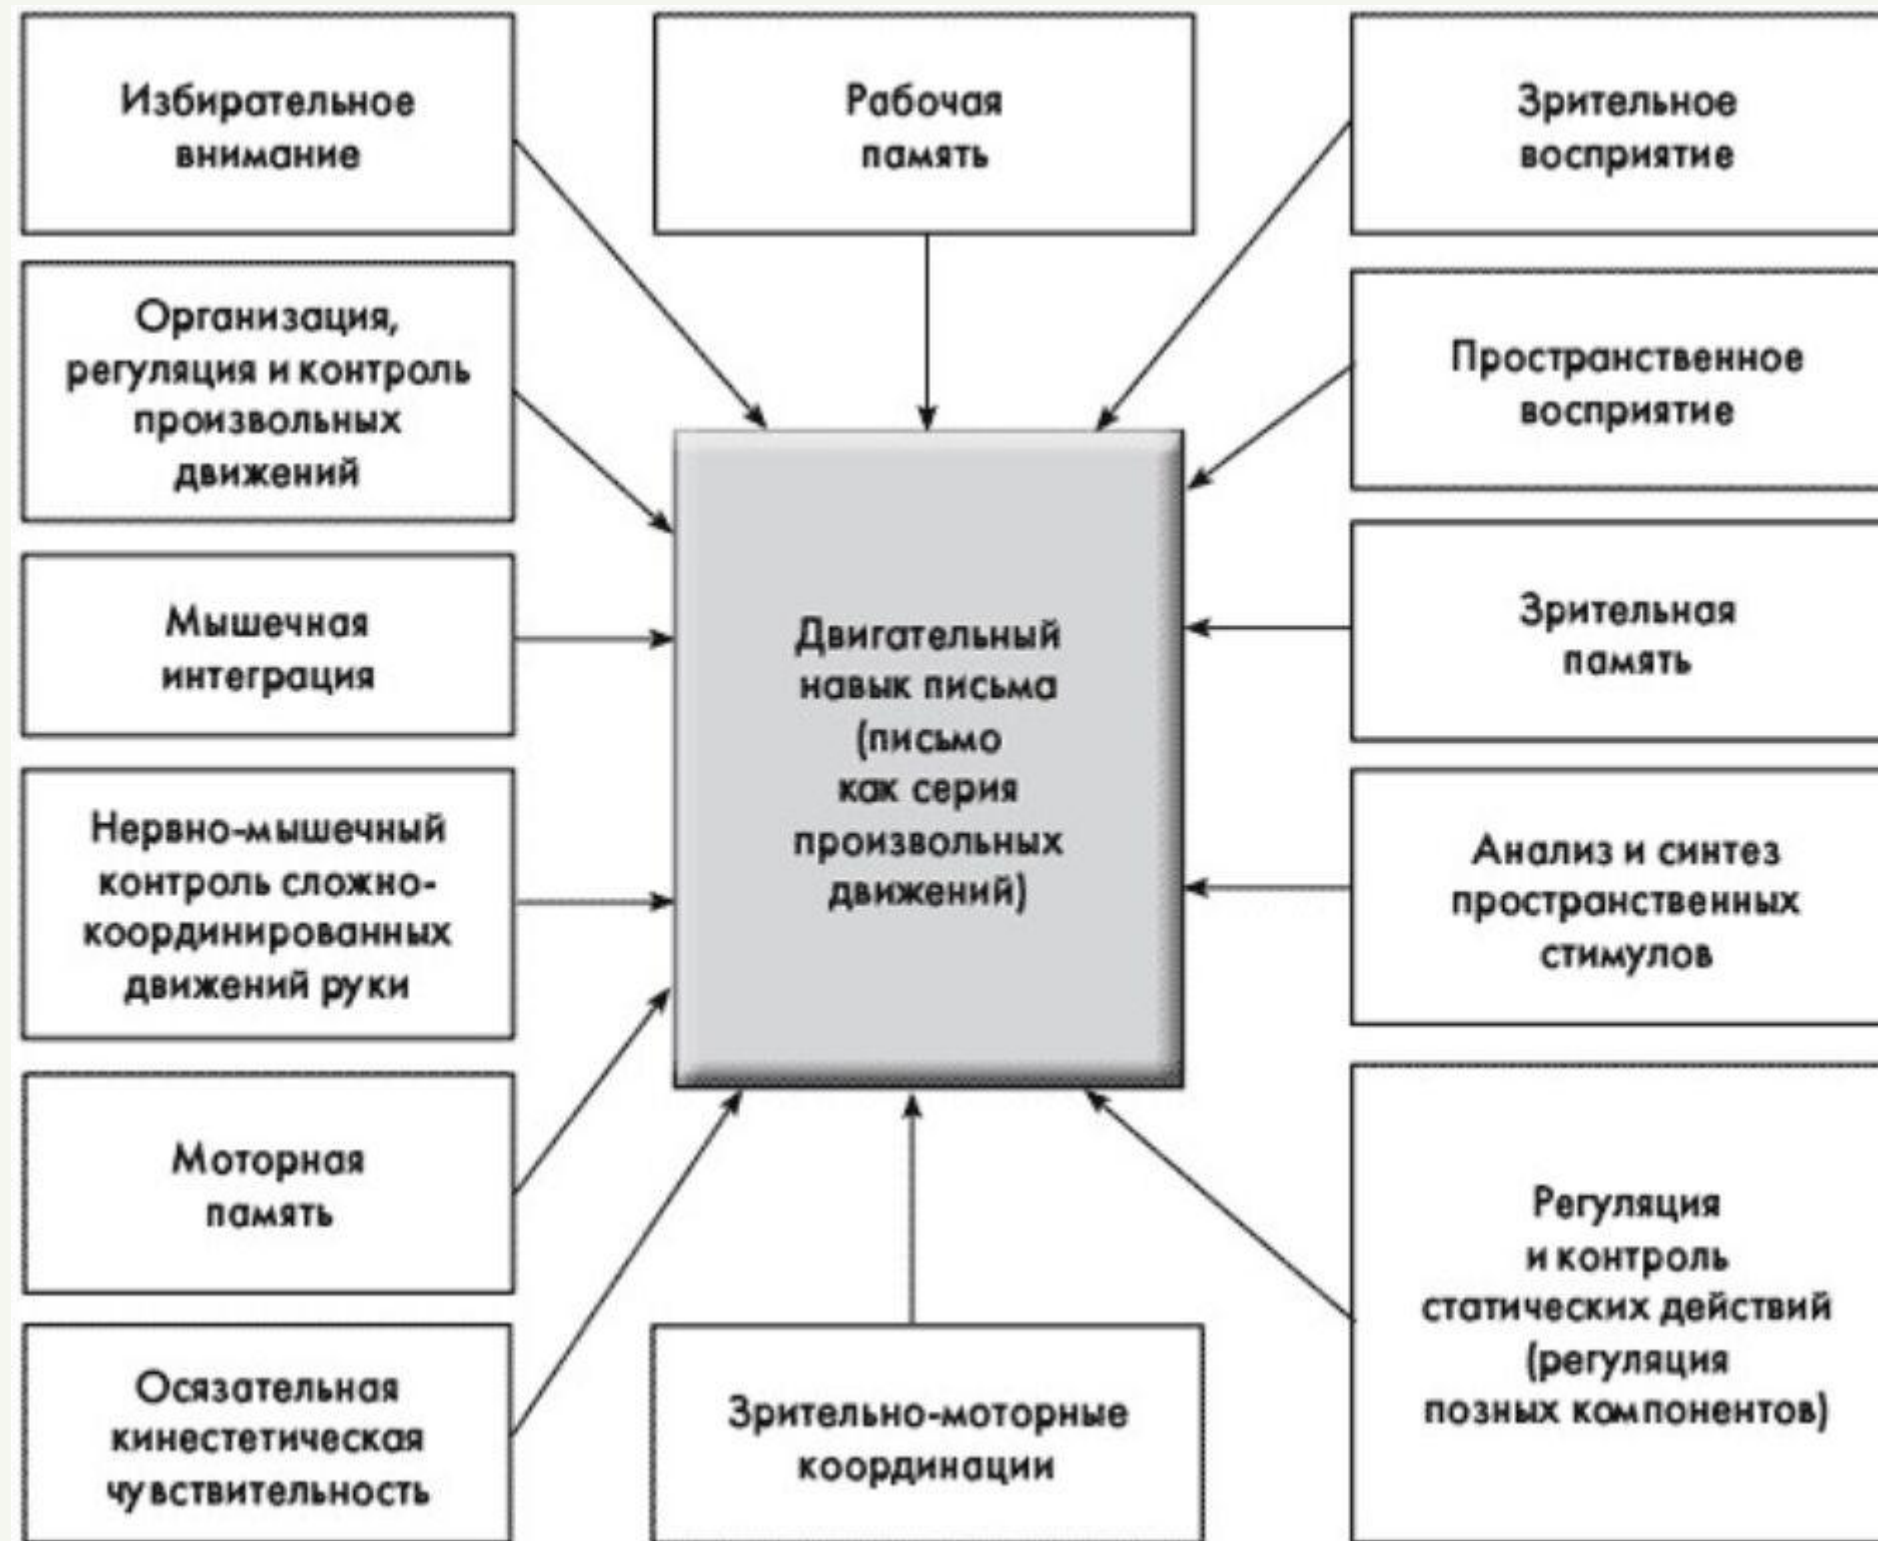 Избирательное
внимание
Рабочая
память
Зрительное
восприятие
Организация,
регуляция и контроль
произвольных
движений
Пространственное
восприятие
Мышечная
интеграция
Двигательный
навык письма
(письмо
как серия
произвольных
движений)
Зрительная
память
Нервно-мышечный
контроль сложно-
координированных
движений руки
Анализ и синтез
пространственных
стимулов
Моторная
память
Регуляция
и контроль
статических действий
(регуляция
позных компонентов)
Осязательная
кинестетическая
чувствительность
Зрительно-моторные
координации